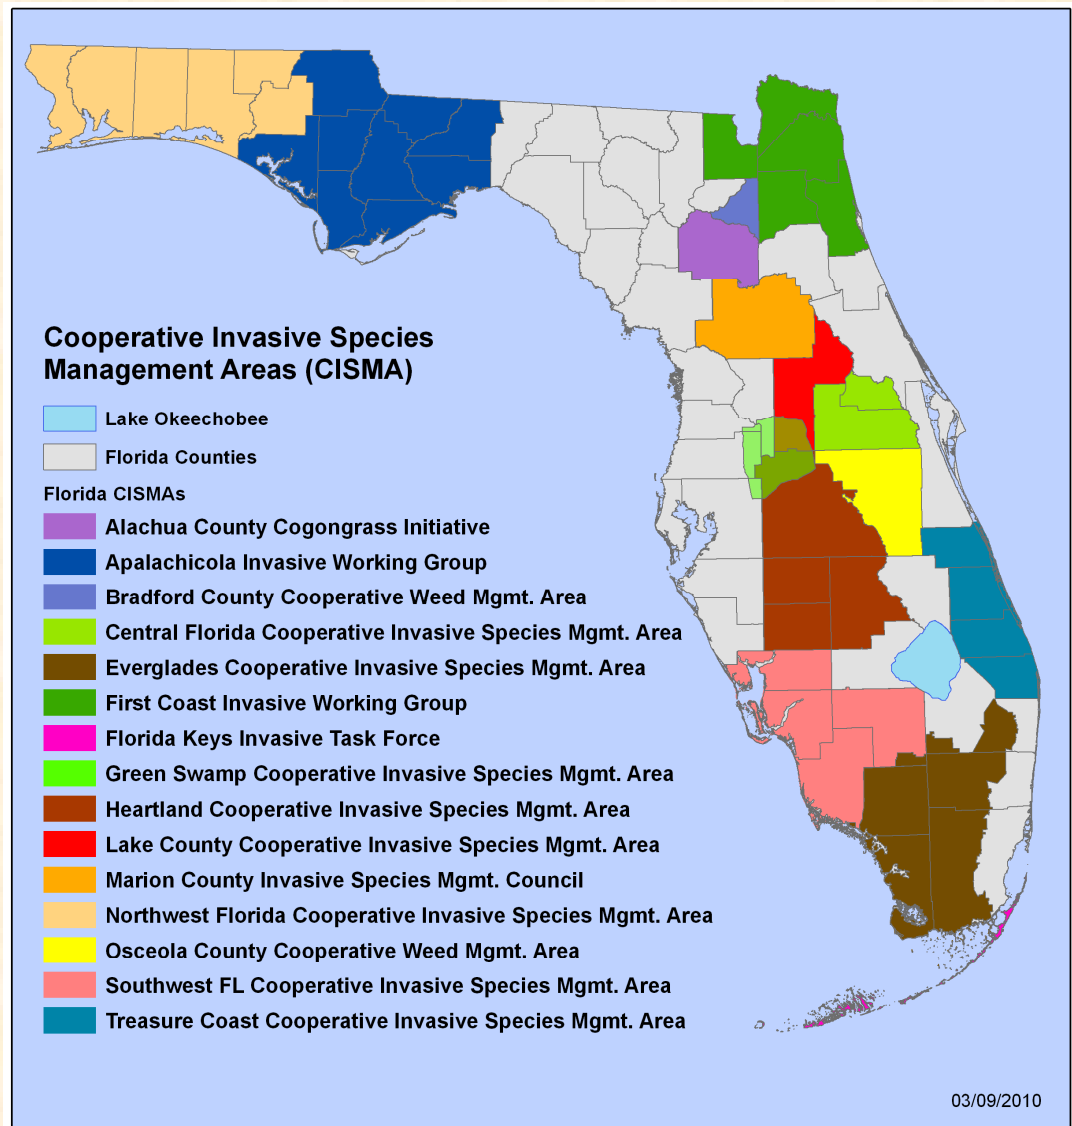 Cooperative Invasive Species
Management Areas (CISMA)
Lake Okeechobee
Florida Counties
Florida CISMAs
Alachua County Cogongrass Initiative
Apalachicola Invasive Working Group
Bradford County Cooperative Weed Mgmt. Area
Central Florida Cooperative Invasive Species Mgmt. Area
Everglades Cooperative Invasive Species Mgmt. Area
First Coast Invasive Working Group
Florida Keys Invasive Task Force
Green Swamp Cooperative Invasive Species Mgmt. Area
Heartland Cooperative Invasive Species Mgmt. Area
Lake County Cooperative Invasive Species Mgmt. Area
Marion County Invasive Species Mgmt. Council
Northwest Florida Cooperative Invasive Species Mgmt. Area
Osceola County Cooperative Weed Mgmt. Area
Southwest FL Cooperative Invasive Species Mgmt. Area
Treasure Coast Cooperative Invasive Species Mgmt. Area
03/09/2010